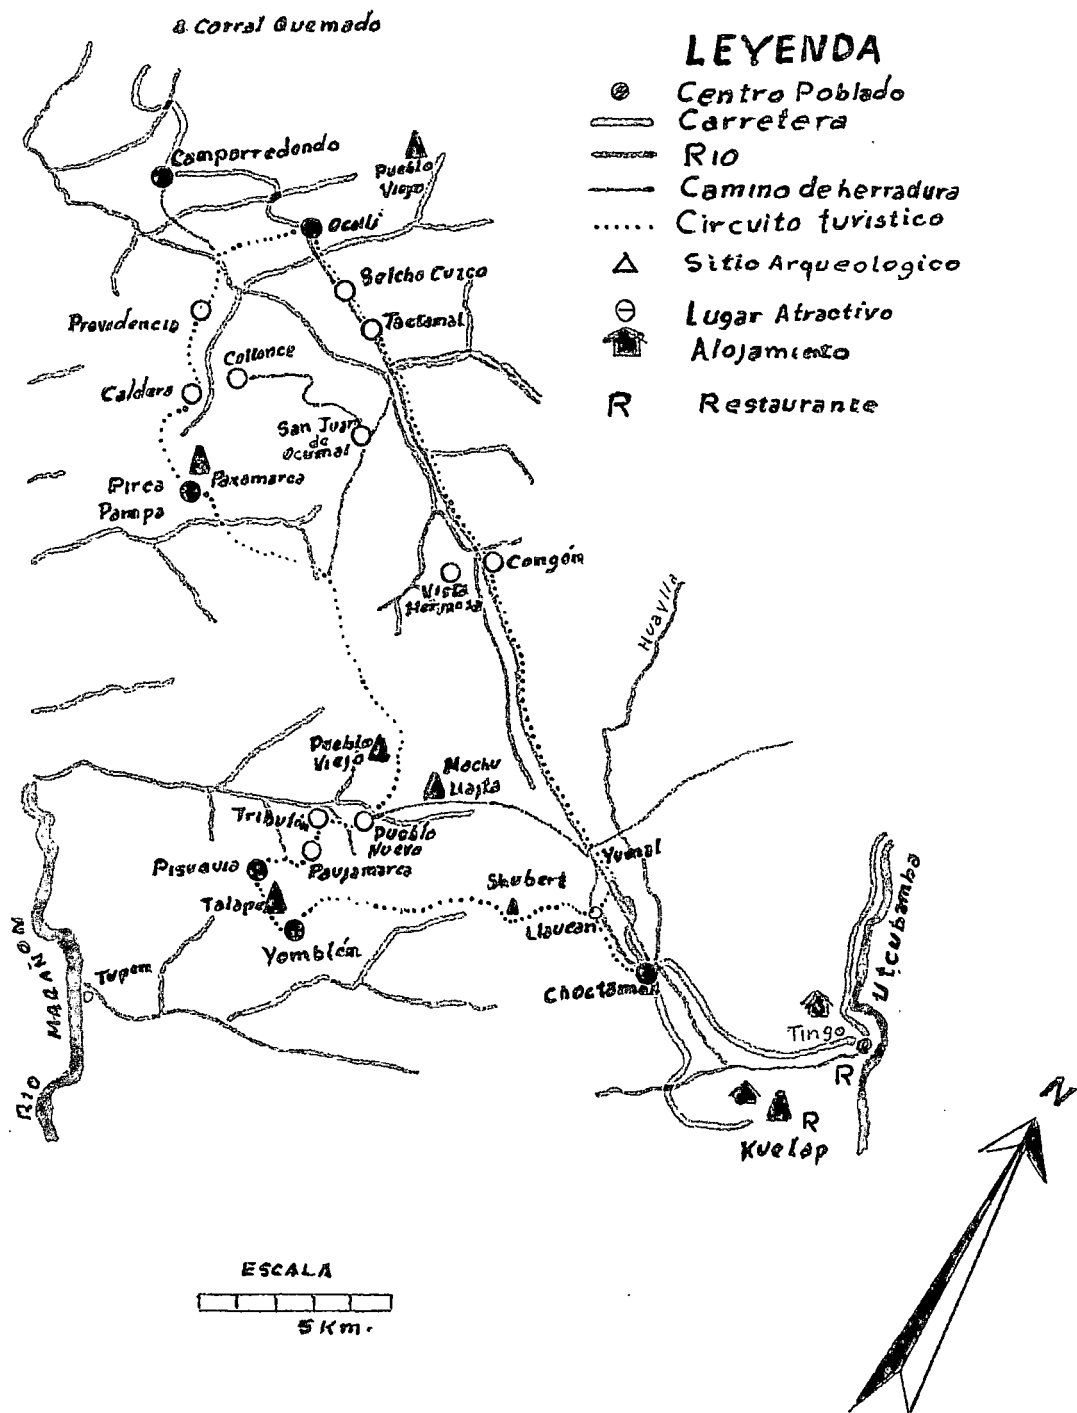 a Corral Quemado
LEYENDA
Centro Poblado
Carretera
RIO
Camino de herradura
Circuito turistico
Sitio Arqueologico
Lugar Atractivo
Alojamiento
R Restaurante
Camporredondo
Pueblo
Viejo
Ocalli
Belcho Cuzco
Tactamal
Providencia
Collonce
Caldera
San Juan
de
Ocumal
Paxamarca
Pirca
Pampa
Congón
Vista
Hermosa
Huaylla
Pueblo
Viejo
Machu
Llajta
Tribulón
Pueblo
Nuevo
Yumal
Pisuquia
Paujamarca
Shubert
Talape
Llaucan
Yomblón
Tupen
Choctamal
RIO MARAÑON
Utcubamba
Tingo
R
R
Kuelap
N
ESCALA
5 Km.